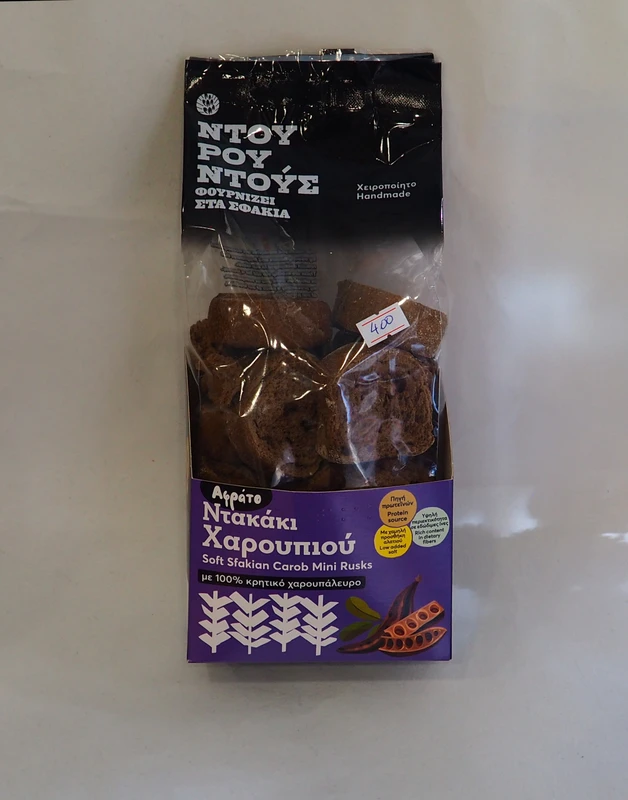 ΝΤΟΥ
ΡΟΥ
ΝΤΟΎΣ
ΦΟΥΡΝΙΖΕΙ
ΣΤΑ ΣΦΑΚΙΑ
Χειροποίητο
Handmade
400
Αφράτο
Ντακάκι
Χαρουπιού
Soft Sfakian Carob Mini Rusks
με 100% κρητικό χαρουπάλευρο
Πηγή
πρωτεϊνών
Protein
source
Υψηλή
περιεκτικότητα
σε εδώδιμες ίνες
Rich content
in dietary
fibers
Με χαμηλή
προσθήκη
αλατιού
Low added
salt